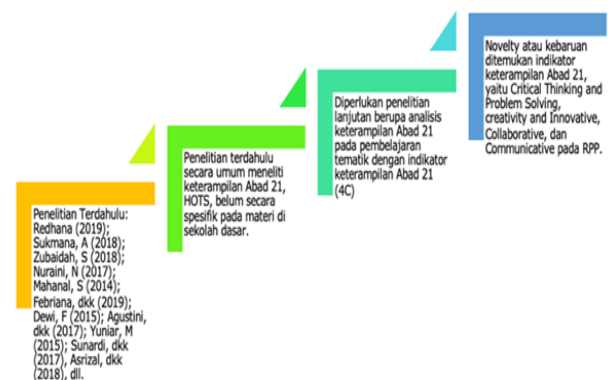 Penelitian Terdahulu:
Redhana (2019);
Sukmana, A (2018);
Zubaidah, S (2018);
Nuraini, N (2017);
Mahanal, S (2014);
Febriana, dkk (2019);
Dewi, F (2015); Agustini,
dkk (2017); Yuniar, M
(2015); Sunardi, dkk
(2017), Asrizal, dkk
(2018), dll.
Penelitian terdahulu
secara umum meneliti
keterampilan Abad 21,
HOTS, belum secara
spesifik pada materi di
sekolah dasar.
Diperlukan penelitian
lanjutan berupa analisis
keterampilan Abad 21
pada pembelajaran
tematik dengan indikator
keterampilan Abad 21
(4C)
Novelty atau kebaruan
ditemukan indikator
keterampilan Abad 21,
yaitu Critical Thinking and
Problem Solving,
creativity and Innovative,
Collaborative, dan
Communicative pada RPP.